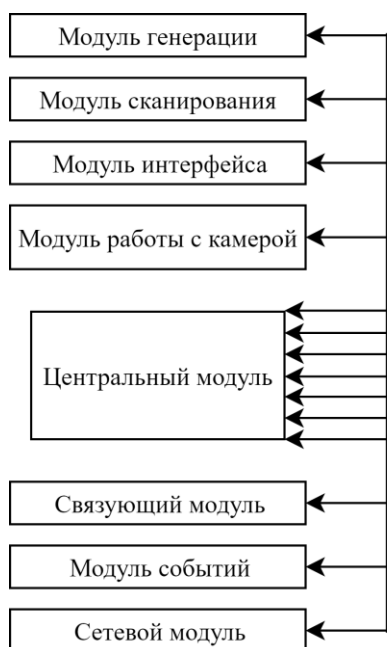 Модуль генерации
Модуль сканирования
Модуль интерфейса
Модуль работы с камерой
Центральный модуль
Связующий модуль
Модуль событий
Сетевой модуль